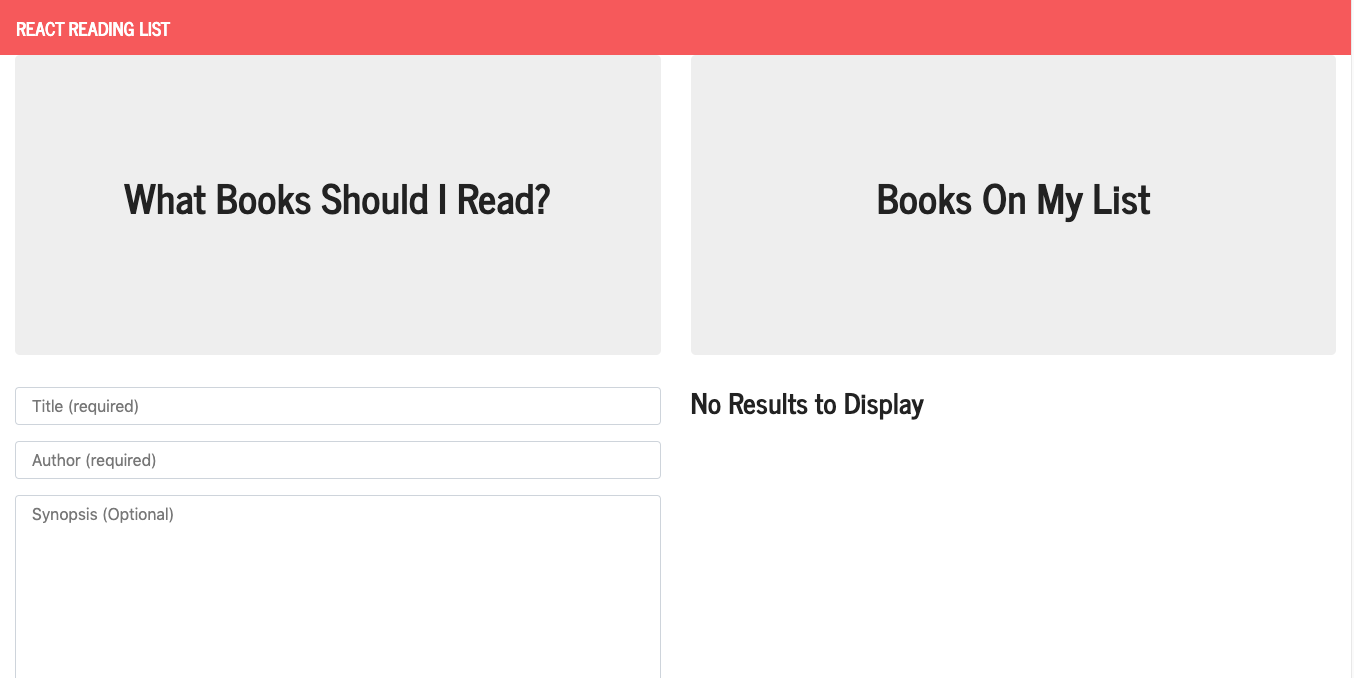 REACT READING LIST
What Books Should I Read?
Books On My List
Title (required)
Author (required)
Synopsis (Optional)
No Results to Display